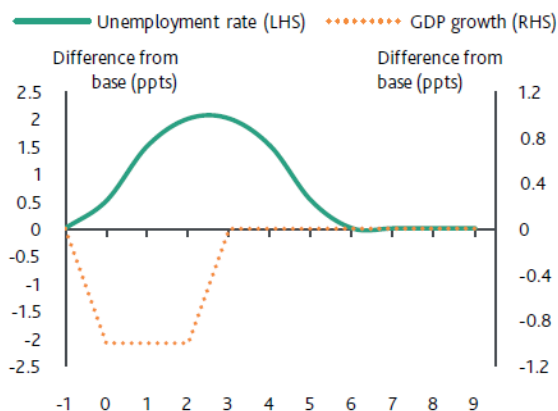 Unemployment rate (LHS) GDP growth (RHS)
Difference from base (ppts)
Difference from base (ppts)
2.5 1.2
2
1.5 0.8
1
0.5 0.4
0 0
-0.5
-1 -0.4
-1.5
-2 -0.8
-2.5 -1.2
-1 0 1 2 3 4 5 6 7 8 9